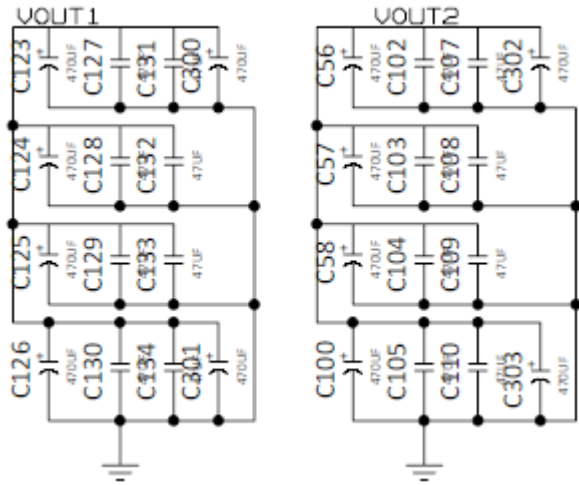 VOUT1 VOUT2
C123 470UF C127 C131 C300 470UF C56 470UF C102 C107 C302 470UF
C124 470UF C128 C132 47UF C57 470UF C103 C108 47UF
C125 470UF C129 C133 47UF C58 470UF C104 C109 47UF
C126 470UF C130 C134 C301 470UF C100 470UF C105 C110 47UF C303 470UF